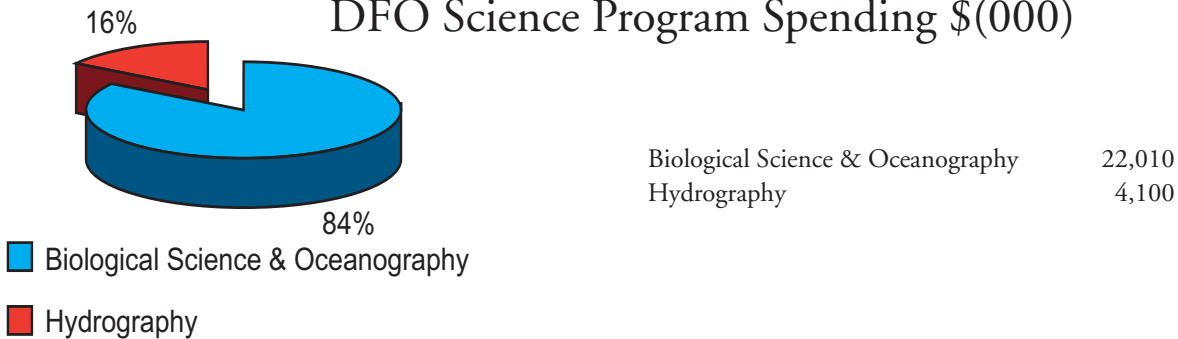 DFO Science Program Spending $(000)
16%
84%
Biological Science & Oceanography 22,010
Hydrography 4,100
Biological Science & Oceanography
Hydrography